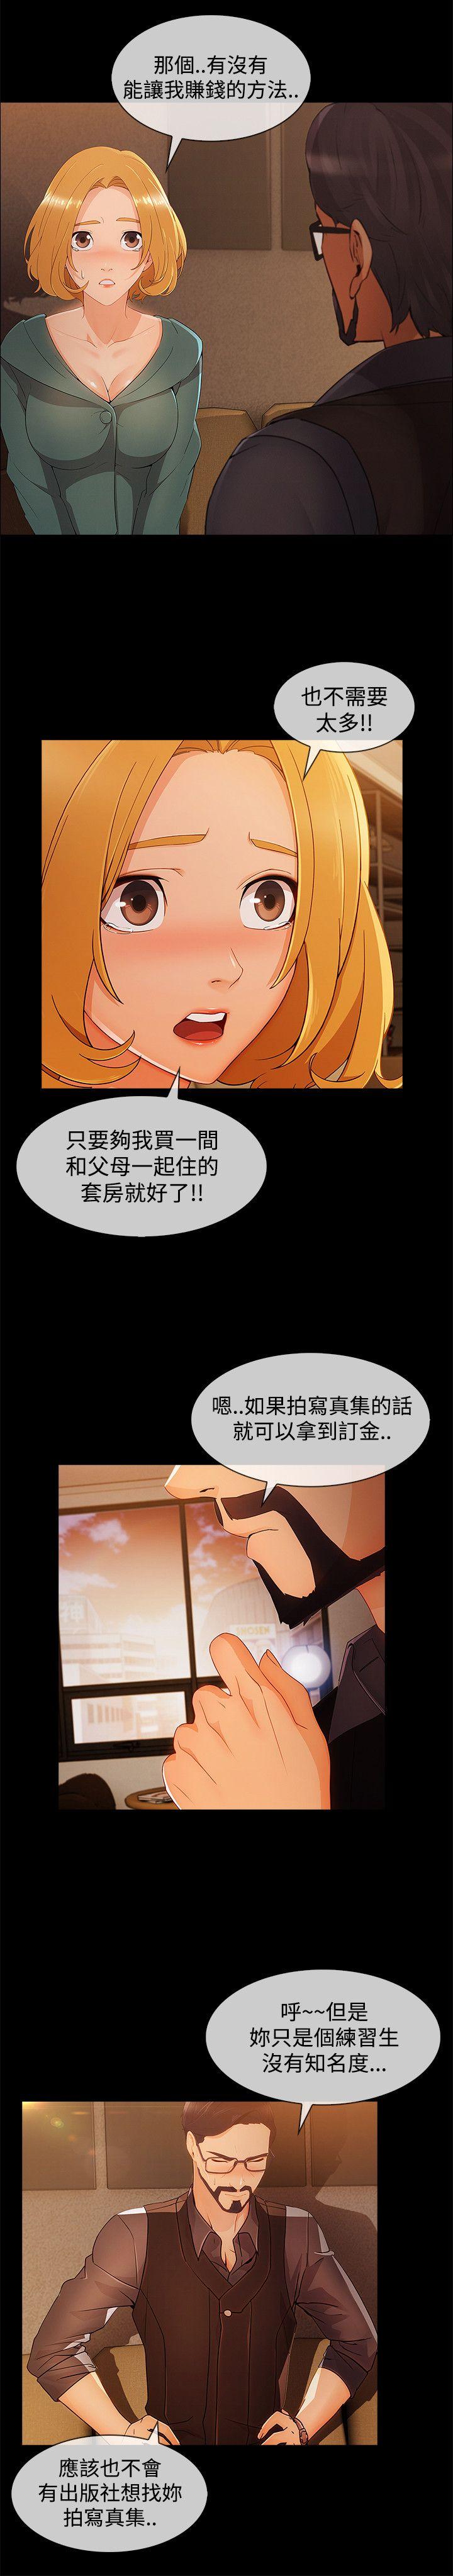 那個..有沒有
能讓我賺錢的方法..
也不需要
太多!!
只要夠我買一間
和父母一起住的
套房就好了!!
嗯..如果拍寫真集的話
就可以拿到訂金..
呼~~但是
妳只是個練習生
沒有知名度...
應該也不會
有出版社想找妳
拍寫真集..